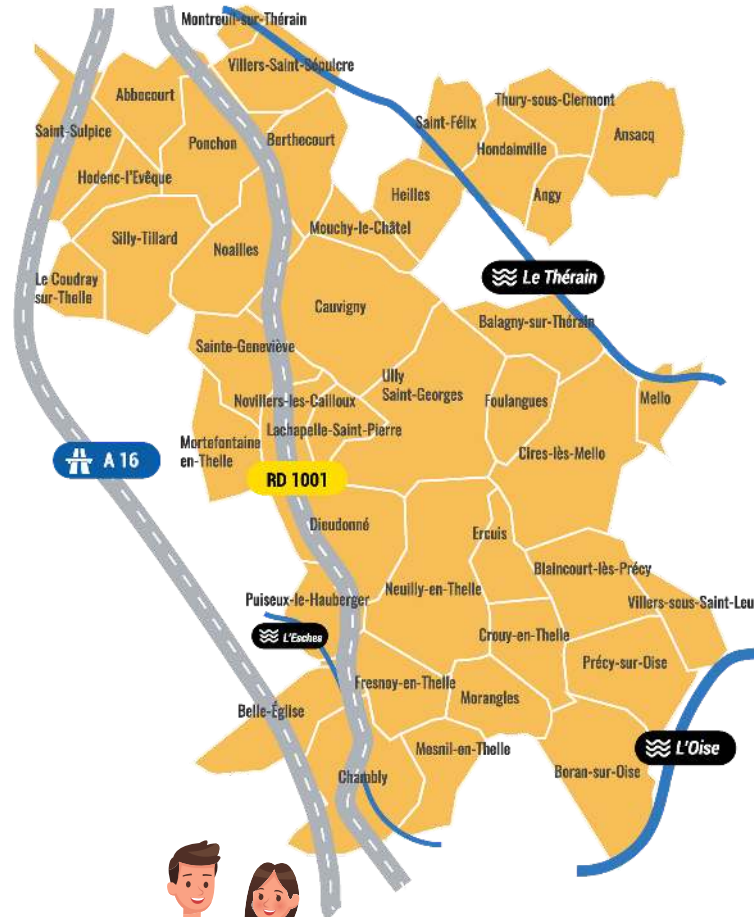 Montreuil-sur-Thérain
Villers-Saint-Sépulcre
Abbecourt
Thury-sous-Clermont
Saint-Félix
Saint-Sulpice
Ponchon
Berthecourt
Hondainville
Ansacq
Hodenc-l'Evêque
Heilles
Angy
Mouchy-le-Châtel
Silly-Tillard
Noailles
Le Coudray
sur-Thelle
Le Thérain
Cauvigny
Balagny-sur-Thérain
Sainte-Geneviève
Ully
Saint-Georges
Novillers-les-Cailloux
Foulangues
Mello
Lachapelle-Saint-Pierre
Mortefontaine
en-Thelle
Cires-lès-Mello
A 16
RD 1001
Dieudonné
Ercuis
Blaincourt-lès-Précy
Neuilly-en-Thelle
Puiseux-le-Hauberger
Villers-sous-Saint-Leu
L'Esches
Crouy-en-Thelle
Précy-sur-Oise
Fresnoy-en-Thelle
Morangles
Belle-Église
Mesnil-en-Thelle
L'Oise
Chambly
Boran-sur-Oise